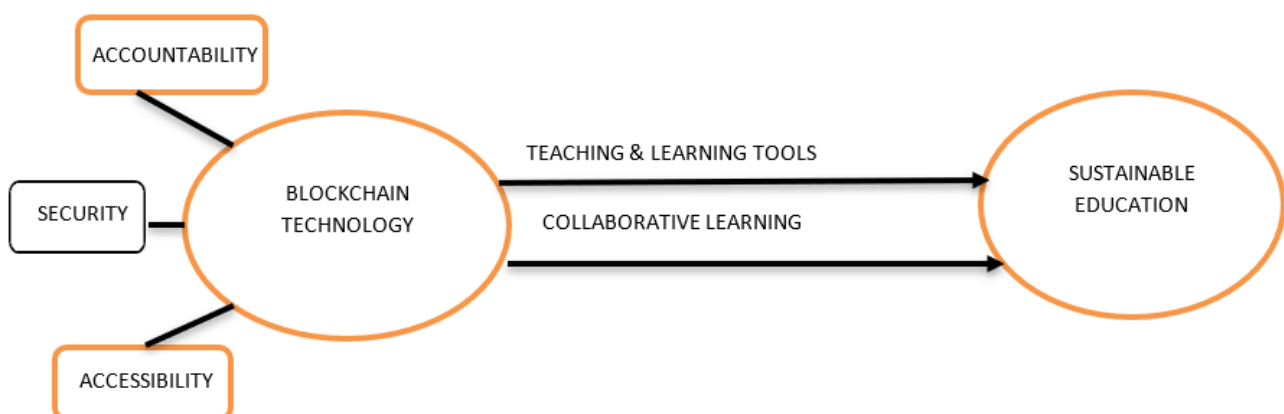 ACCOUNTABILITY
SECURITY
ACCESSIBILITY
BLOCKCHAIN
TECHNOLOGY
TEACHING & LEARNING TOOLS
COLLABORATIVE LEARNING
SUSTAINABLE
EDUCATION